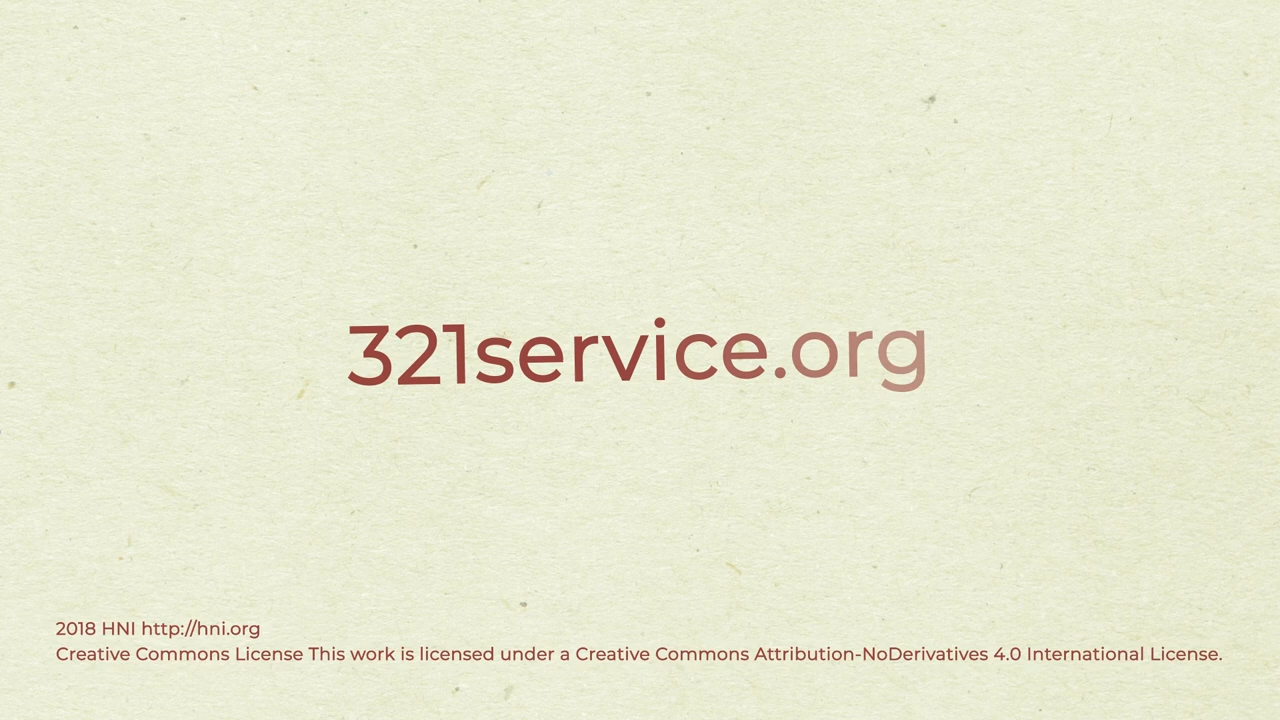 321service.org
2018 HNI http://hni.org
Creative Commons License This work is licensed under a Creative Commons Attribution-NoDerivatives 4.0 International License.